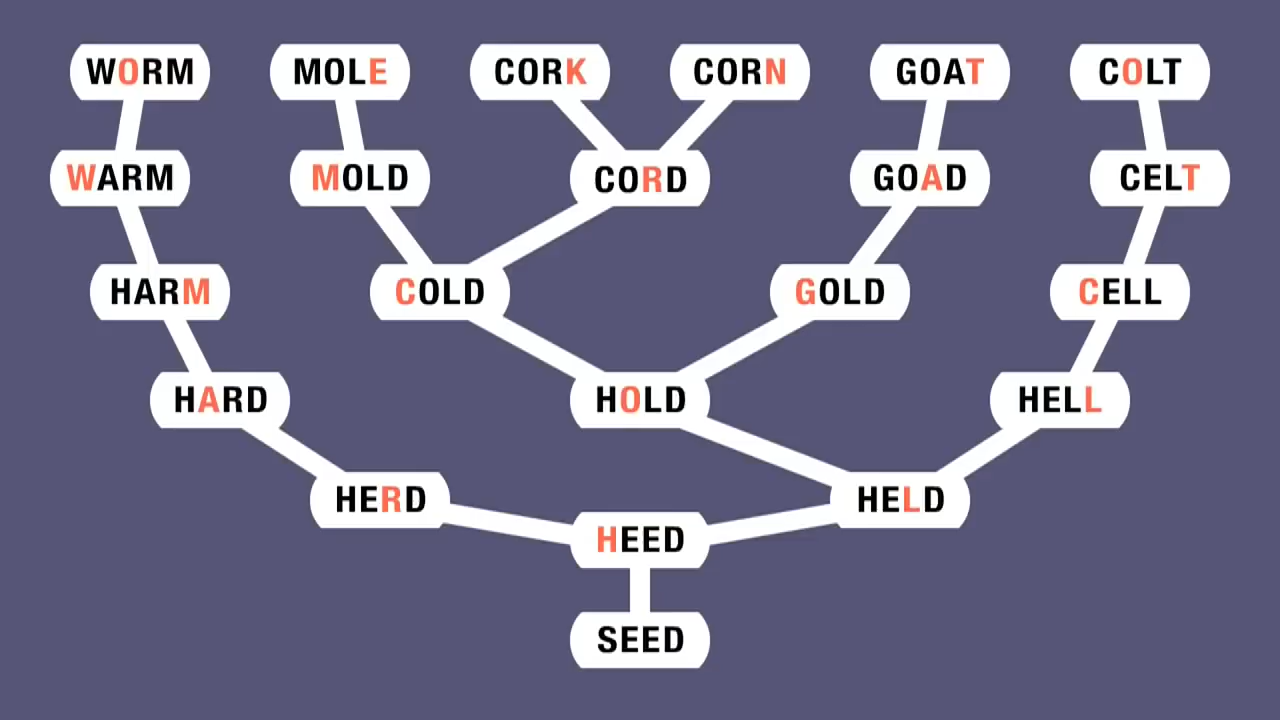 WORM MOLE CORK CORN GOAT COLT
WARM MOLD CORD GOAD CELT
HARM COLD GOLD CELL
HARD HOLD HELL
HERD HELD
HEED
SEED